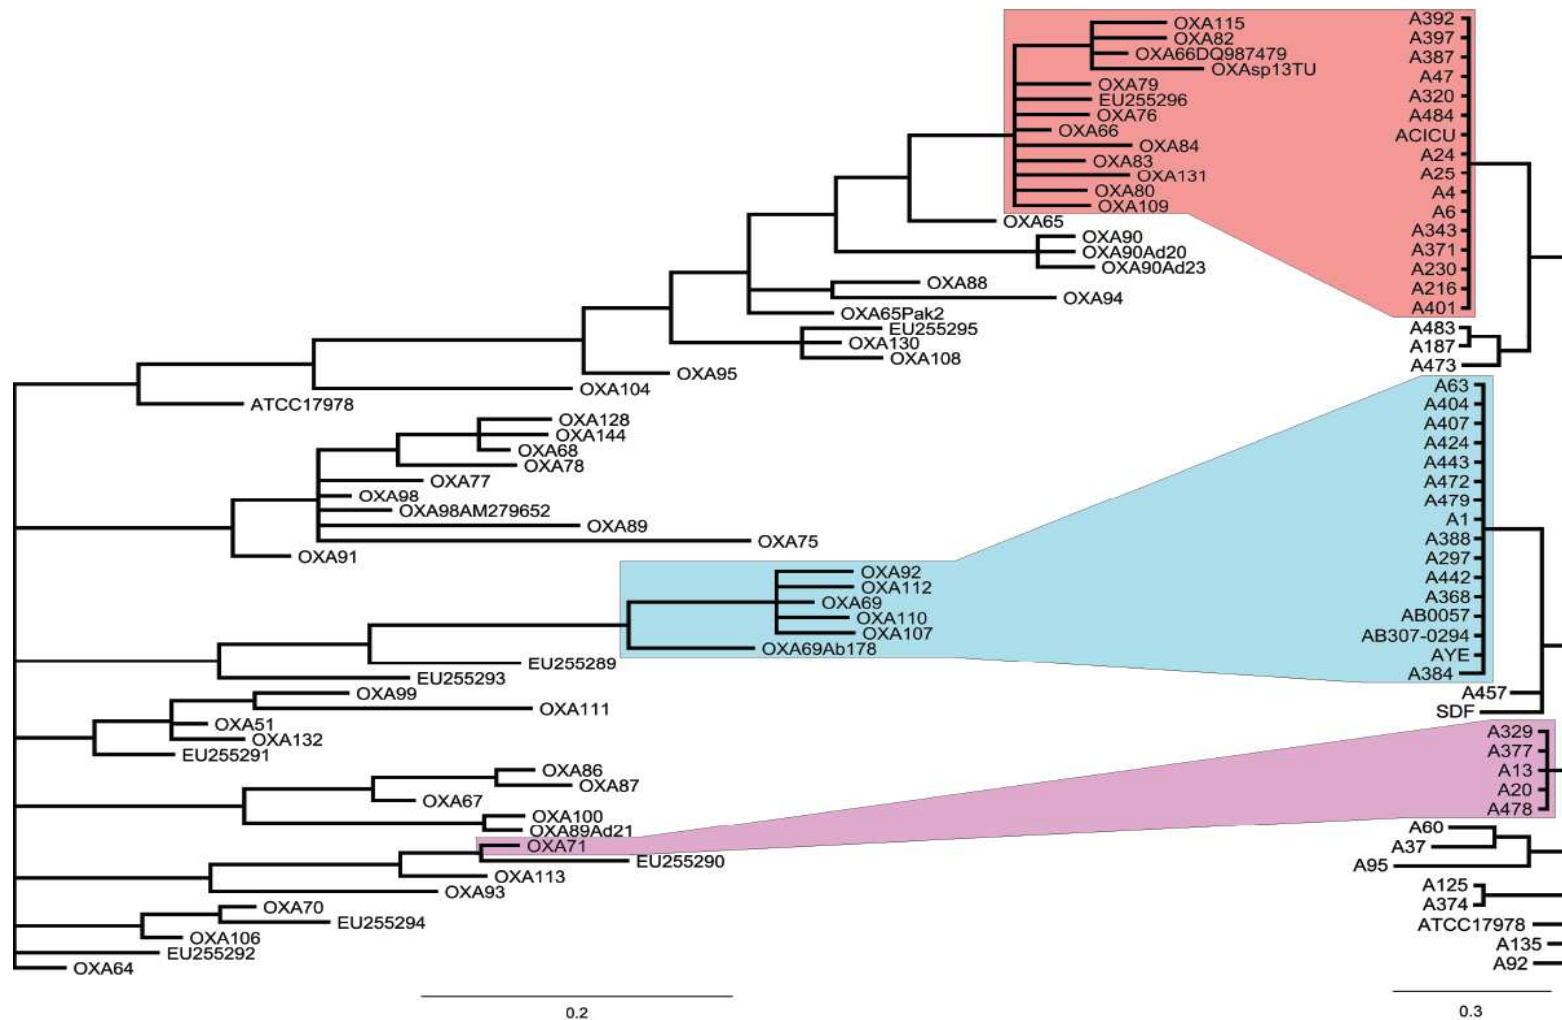 OXA115
OXA82
OXA66DQ987479
OXAsp13TU
OXA79
EU255296
OXA76
OXA66
OXA84
OXA83
OXA131
OXA80
OXA109
OXA65
OXA90
OXA90Ad20
OXA90Ad23
OXA88
OXA94
OXA65Pak2
EU255295
OXA130
OXA108
OXA95
OXA104
ATCC17978
OXA128
OXA144
OXA68
OXA78
OXA77
OXA98
OXA98AM279652
OXA89
OXA75
OXA91
OXA92
OXA112
OXA69
OXA110
OXA107
OXA69Ab178
EU255289
EU255293
OXA99
OXA111
OXA51
OXA132
EU255291
OXA86
OXA87
OXA67
OXA100
OXA89Ad21
OXA71
EU255290
OXA113
OXA93
OXA70
EU255294
OXA106
EU255292
OXA64
0.2
A392
A397
A387
A47
A320
A484
ACICU
A24
A25
A4
A6
A343
A371
A230
A216
A401
A483
A187
A473
A63
A404
A407
A424
A443
A472
A479
A1
A388
A297
A442
A368
AB0057
AB307-0294
AYE
A384
A457
SDF
A329
A377
A13
A20
A478
A60
A37
A95
A125
A374
ATCC17978
A135
A92
0.3